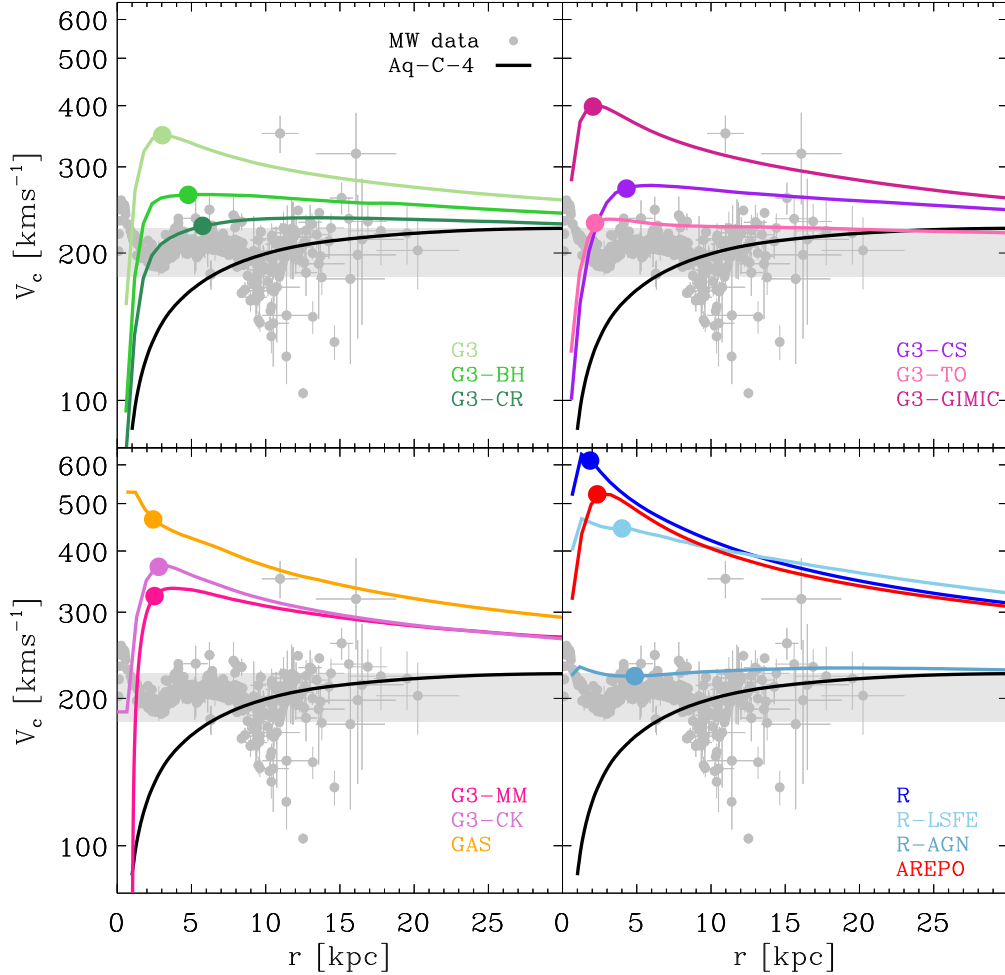 MW data
Aq-C-4
600
500
400
300
200
100
V_c [kms^-1]
G3
G3-BH
G3-CR
G3-CS
G3-TO
G3-GIMIC
600
500
400
300
200
100
V_c [kms^-1]
G3-MM
G3-CK
GAS
R
R-LSFE
R-AGN
AREPO
0 5 10 15 20 25 0 5 10 15 20 25
r [kpc] r [kpc]